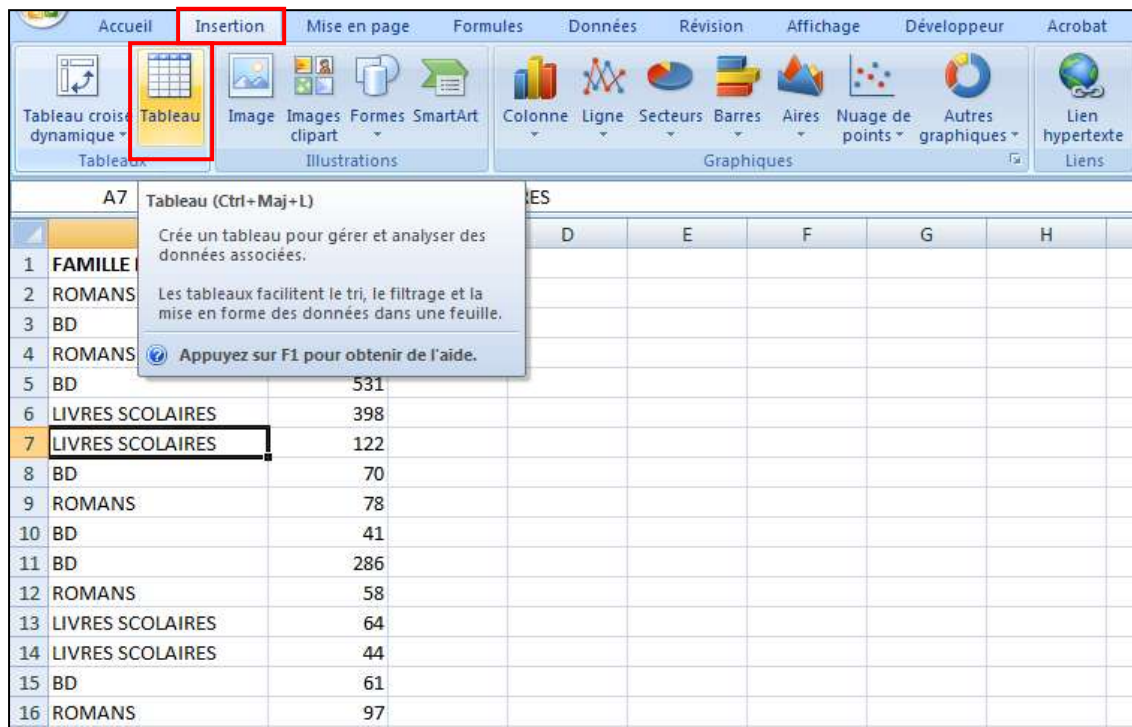 Accueil Insertion Mise en page Formules Données Révision Affichage Développeur Acrobat
Tableau croisé dynamique
Tableau
Image
Images clipart
Formes
SmartArt
Colonne
Ligne
Secteurs
Barres
Aires
Nuage de points
Autres graphiques
Lien hypertexte
Tableaux Illustrations Graphiques Liens
A7 RES
Tableau (Ctrl+Maj+L)
Crée un tableau pour gérer et analyser des
données associées.
Les tableaux facilitent le tri, le filtrage et la
mise en forme des données dans une feuille.
Appuyez sur F1 pour obtenir de l'aide.
D E F G H
1 FAMILLE
2 ROMANS
3 BD
4 ROMANS
5 BD 531
6 LIVRES SCOLAIRES 398
7 LIVRES SCOLAIRES 122
8 BD 70
9 ROMANS 78
10 BD 41
11 BD 286
12 ROMANS 58
13 LIVRES SCOLAIRES 64
14 LIVRES SCOLAIRES 44
15 BD 61
16 ROMANS 97